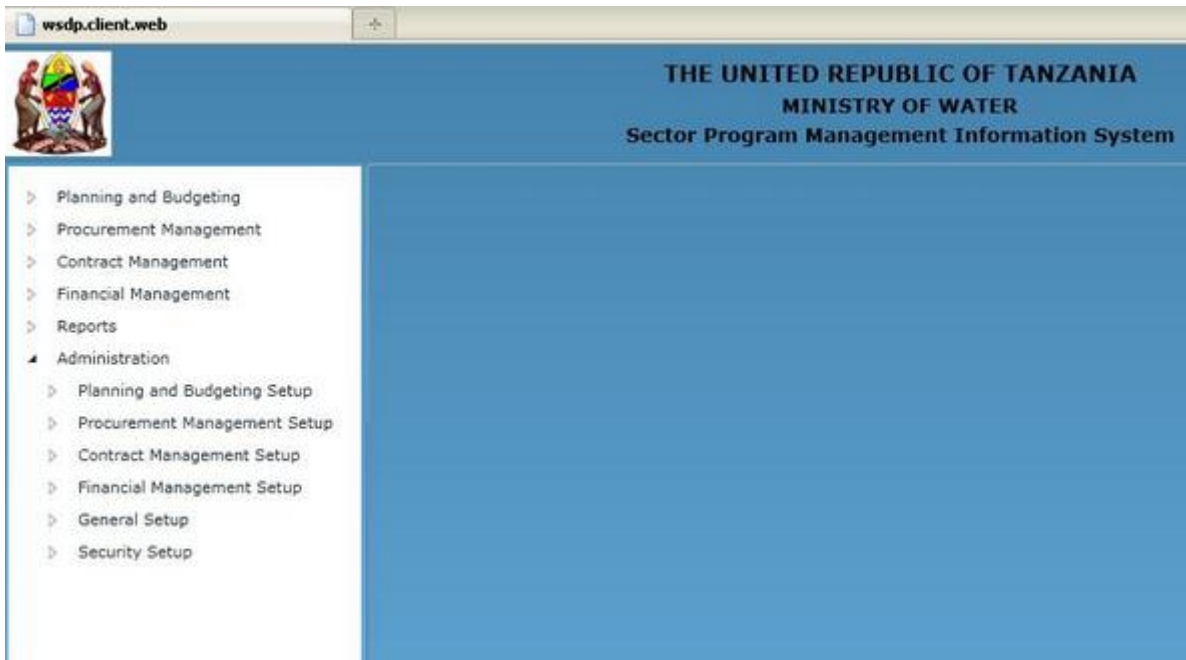 wsdp.client.web
THE UNITED REPUBLIC OF TANZANIA
MINISTRY OF WATER
Sector Program Management Information System
Planning and Budgeting
Procurement Management
Contract Management
Financial Management
Reports
Administration
Planning and Budgeting Setup
Procurement Management Setup
Contract Management Setup
Financial Management Setup
General Setup
Security Setup